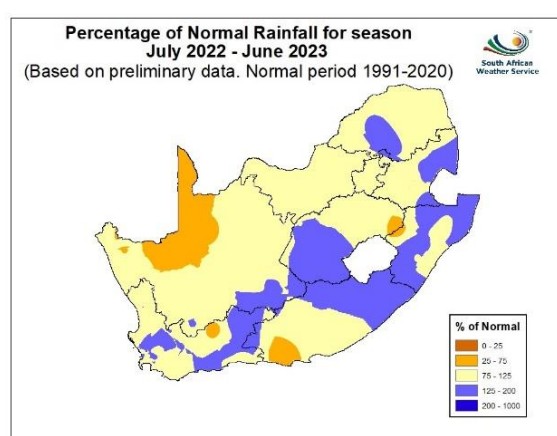 Percentage of Normal Rainfall for season
July 2022 - June 2023
(Based on preliminary data. Normal period 1991-2020)
South African
Weather Service
% of Normal
0 - 25
25 - 75
75 - 125
125 - 200
200 - 1000